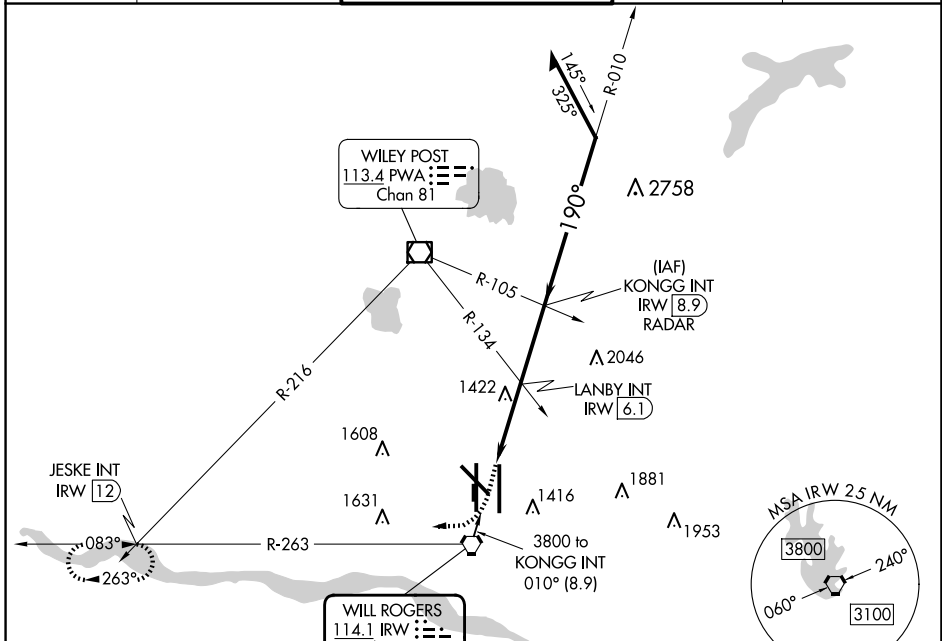 R-010
145°
325°
WILEY POST
113.4 PWA
Chan 81
2758
190°
(IAF)
KONGG INT
IRW 8.9
RADAR
R-105
R-134
R-216
2046
1422
LANBY INT
IRW 6.1
1608
JESKE INT
IRW 12
1631
1416
1881
1953
MSA IRW 25 NM
3800
240°
060°
3100
083°
R-263
263°
3800 to
KONGG INT
010° (8.9)
WILL ROGERS
114.1 IRW